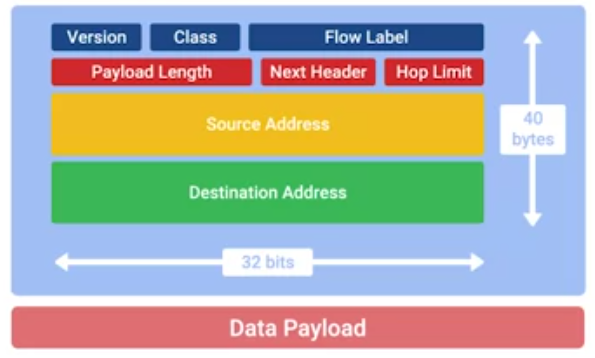 Version Class Flow Label
Payload Length Next Header Hop Limit
Source Address
40
bytes
Destination Address
32 bits
Data Payload